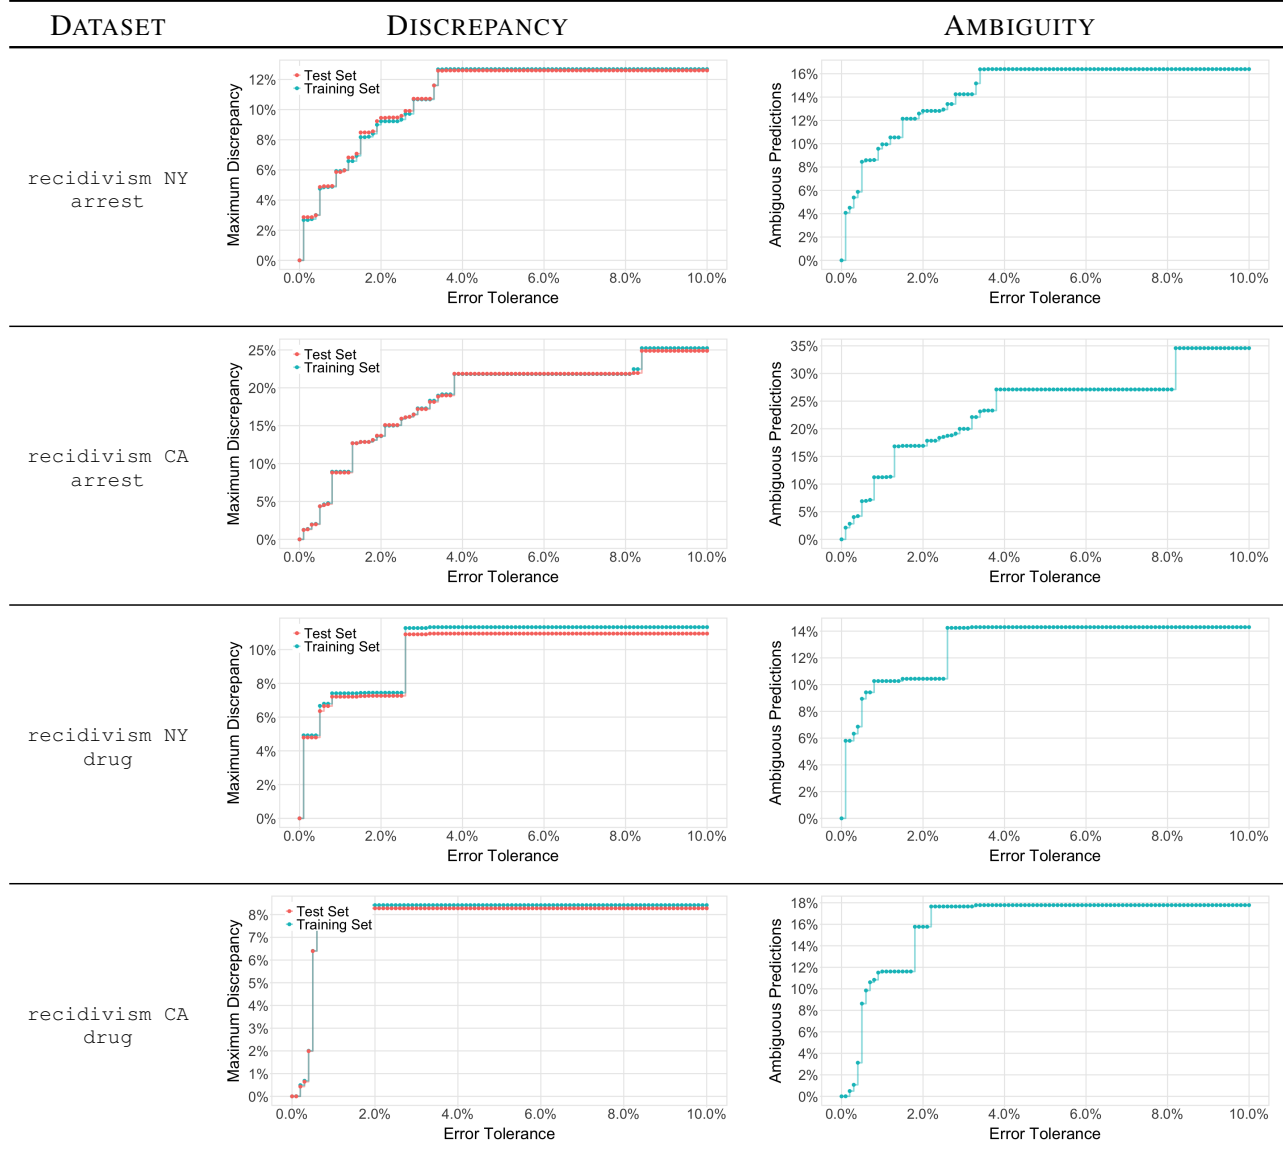 DATASET DISCREPANCY AMBIGUITY
recidivism NY
arrest
Maximum Discrepancy
12%
10%
8%
6%
4%
2%
0%
Test Set
Training Set
0.0% 2.0% 4.0% 6.0% 8.0% 10.0%
Error Tolerance
Ambiguous Predictions
16%
14%
12%
10%
8%
6%
4%
2%
0%
0.0% 2.0% 4.0% 6.0% 8.0% 10.0%
Error Tolerance
recidivism CA
arrest
Maximum Discrepancy
25%
20%
15%
10%
5%
0%
Test Set
Training Set
0.0% 2.0% 4.0% 6.0% 8.0% 10.0%
Error Tolerance
Ambiguous Predictions
35%
30%
25%
20%
15%
10%
5%
0%
0.0% 2.0% 4.0% 6.0% 8.0% 10.0%
Error Tolerance
recidivism NY
drug
Maximum Discrepancy
10%
8%
6%
4%
2%
0%
Test Set
Training Set
0.0% 2.0% 4.0% 6.0% 8.0% 10.0%
Error Tolerance
Ambiguous Predictions
14%
12%
10%
8%
6%
4%
2%
0%
0.0% 2.0% 4.0% 6.0% 8.0% 10.0%
Error Tolerance
recidivism CA
drug
Maximum Discrepancy
8%
7%
6%
5%
4%
3%
2%
1%
0%
Test Set
Training Set
0.0% 2.0% 4.0% 6.0% 8.0% 10.0%
Error Tolerance
Ambiguous Predictions
18%
16%
14%
12%
10%
8%
6%
4%
2%
0%
0.0% 2.0% 4.0% 6.0% 8.0% 10.0%
Error Tolerance